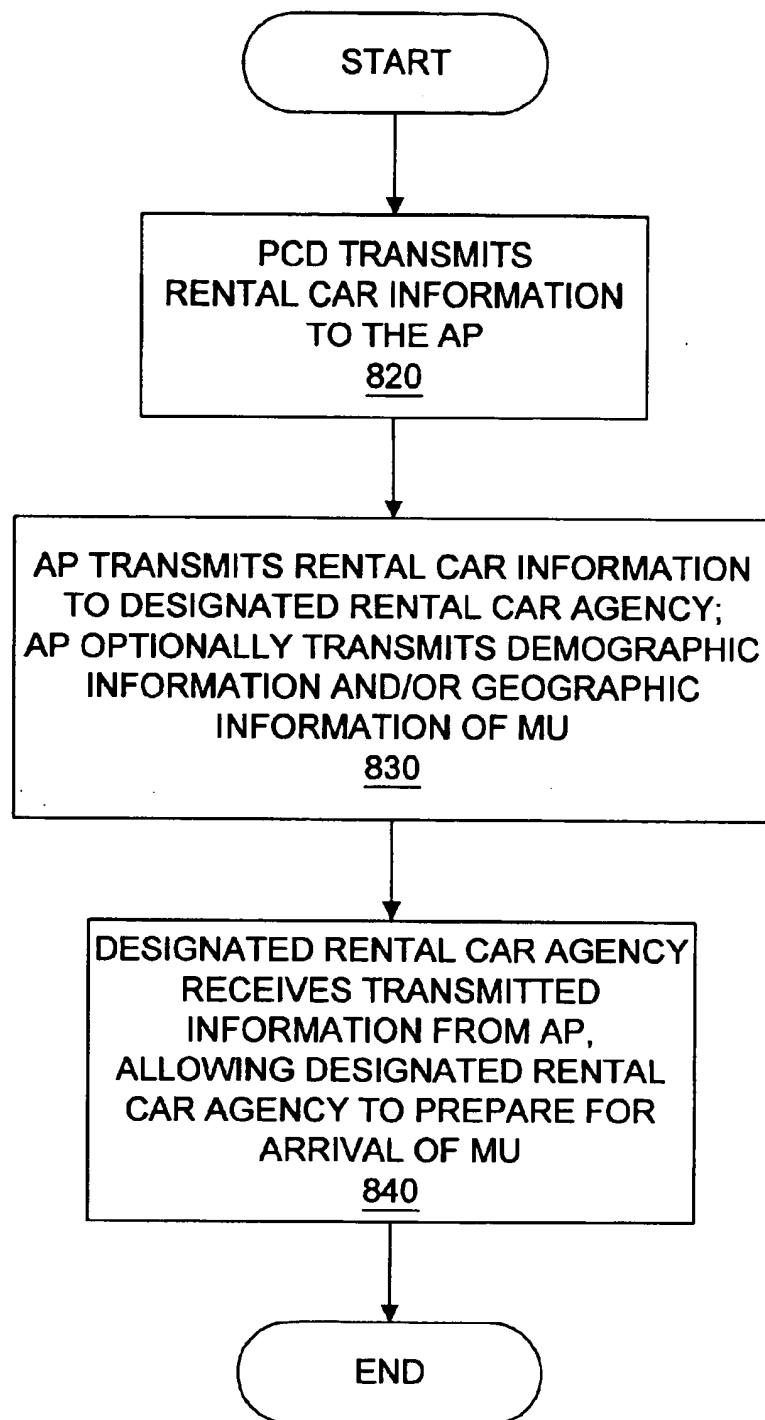 START
PCD TRANSMITS
RENTAL CAR INFORMATION
TO THE AP
820
AP TRANSMITS RENTAL CAR INFORMATION
TO DESIGNATED RENTAL CAR AGENCY;
AP OPTIONALLY TRANSMITS DEMOGRAPHIC
INFORMATION AND/OR GEOGRAPHIC
INFORMATION OF MU
830
DESIGNATED RENTAL CAR AGENCY
RECEIVES TRANSMITTED
INFORMATION FROM AP,
ALLOWING DESIGNATED RENTAL
CAR AGENCY TO PREPARE FOR
ARRIVAL OF MU
840
END